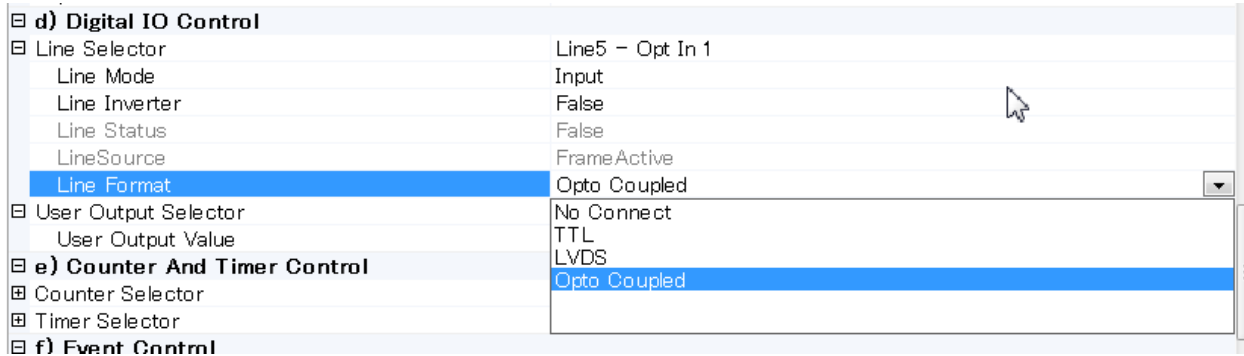 d) Digital IO Control
Line Selector Line5 - Opt In 1
Line Mode Input
Line Inverter False
Line Status False
LineSource FrameActive
Line Format Opto Coupled
User Output Selector No Connect
TTL
User Output Value
LVDS
e) Counter And Timer Control
Opto Coupled
Counter Selector
Timer Selector
f) Event Control